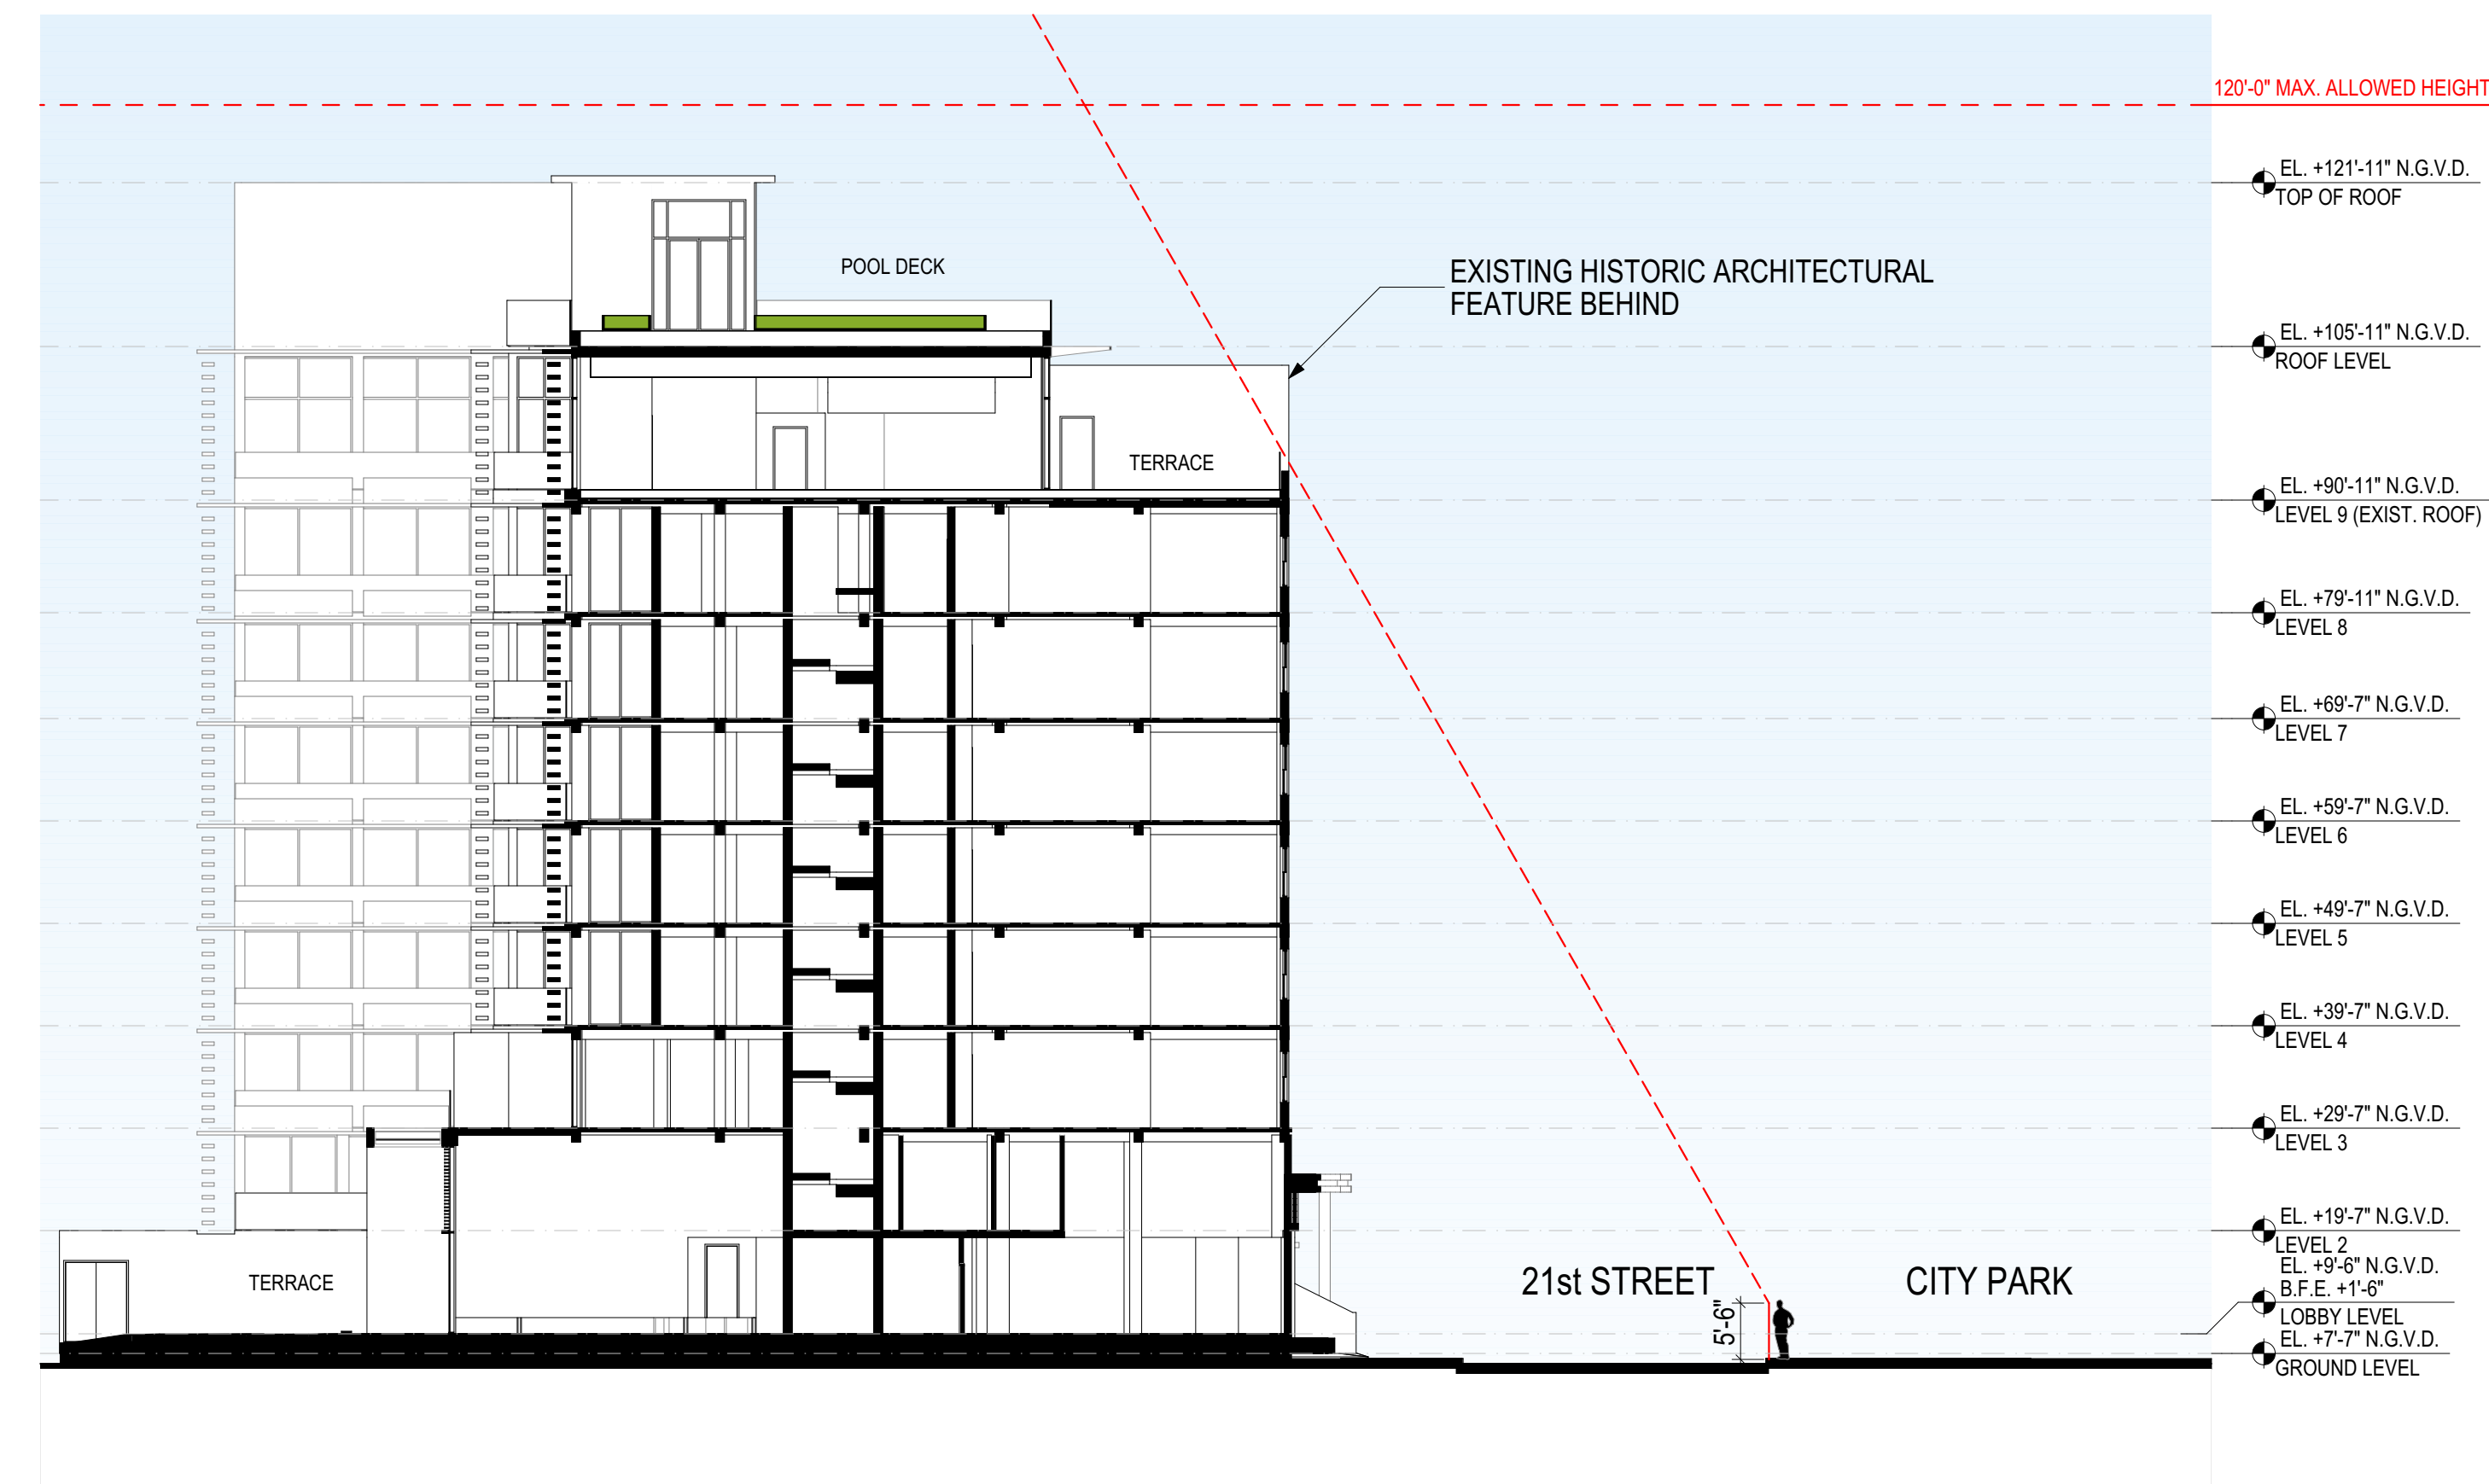 120'-0" MAX. ALLOWED HEIGHT
EL. +121'-11" N.G.V.D.
TOP OF ROOF
POOL DECK
EXISTING HISTORIC ARCHITECTURAL
FEATURE BEHIND
EL. +105'-11" N.G.V.D.
ROOF LEVEL
TERRACE
EL. +90'-11" N.G.V.D.
LEVEL 9 (EXIST. ROOF)
EL. +79'-11" N.G.V.D.
LEVEL 8
EL. +69'-7" N.G.V.D.
LEVEL 7
EL. +59'-7" N.G.V.D.
LEVEL 6
EL. +49'-7" N.G.V.D.
LEVEL 5
EL. +39'-7" N.G.V.D.
LEVEL 4
EL. +29'-7" N.G.V.D.
LEVEL 3
EL. +19'-7" N.G.V.D.
LEVEL 2
TERRACE
21st STREET
5'-6"
CITY PARK
EL. +9'-6" N.G.V.D.
B.F.E. +1'-6"
LOBBY LEVEL
EL. +7'-7" N.G.V.D.
GROUND LEVEL